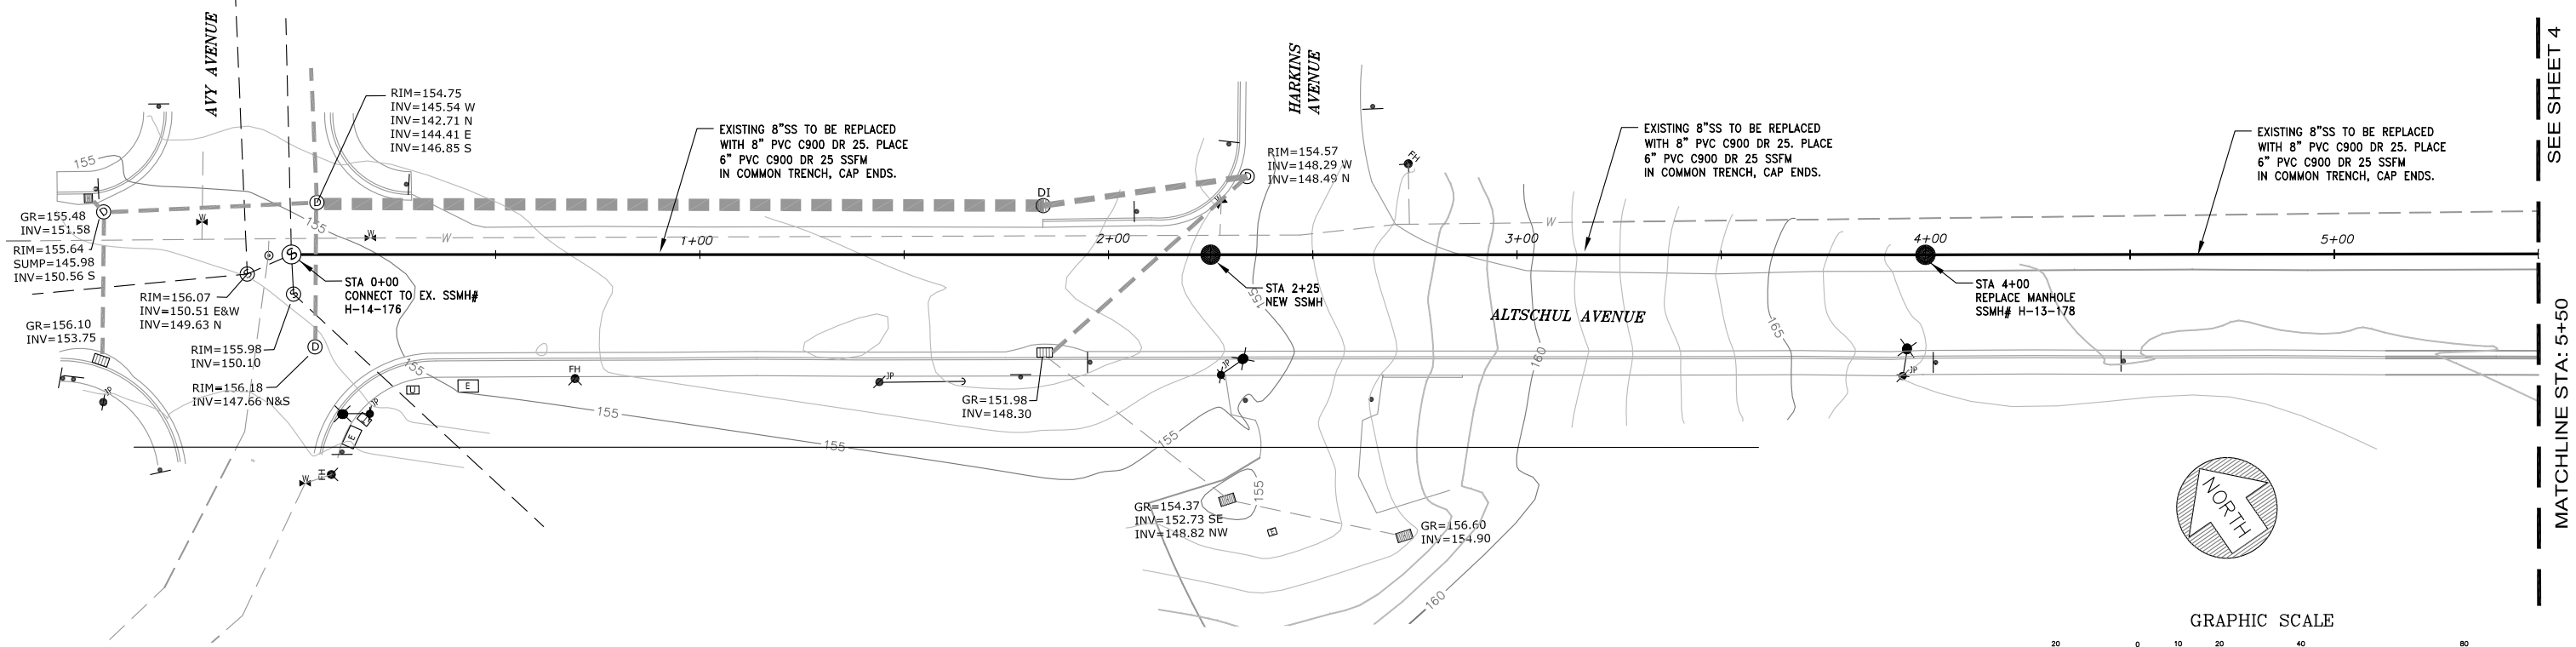 AVY AVENUE
RIM=154.75
INV=145.54 W
INV=142.71 N
INV=144.41 E
INV=146.85 S
EXISTING 8"SS TO BE REPLACED
WITH 8" PVC C900 DR 25. PLACE
6" PVC C900 DR 25 SSFM
IN COMMON TRENCH, CAP ENDS.
HARKINS
AVENUE
RIM=154.57
INV=148.29 W
INV=148.49 N
FH
EXISTING 8"SS TO BE REPLACED
WITH 8" PVC C900 DR 25. PLACE
6" PVC C900 DR 25 SSFM
IN COMMON TRENCH, CAP ENDS.
EXISTING 8"SS TO BE REPLACED
WITH 8" PVC C900 DR 25. PLACE
6" PVC C900 DR 25 SSFM
IN COMMON TRENCH, CAP ENDS.
SEE SHEET 4
MATCHLINE STA: 5+50
155
D
D
DI
D
W
W
W
W
W
155
GR=155.48
INV=151.58
RIM=155.64
SUMP=145.98
INV=150.56 S
1+00
2+00
3+00
4+00
5+00
STA 0+00
CONNECT TO EX. SSMH#
H-14-176
RIM=156.07
INV=150.51 E&W
INV=149.63 N
GR=156.10
INV=153.75
RIM=155.98
INV=150.10
D
RIM=156.18
INV=147.66 N&S
STA 2+25
NEW SSMH
155
ALTSCHUL AVENUE
STA 4+00
REPLACE MANHOLE
SSMH# H-13-178
165
160
155
JP
JP
E
E
FH
JP
JP
JP
GR=151.98
INV=148.30
155
155
155
155
FH
W
GR=154.37
INV=152.73 SE
INV=148.82 NW
GR=156.60
INV=154.90
160
NORTH
GRAPHIC SCALE
20 0 10 20 40 80